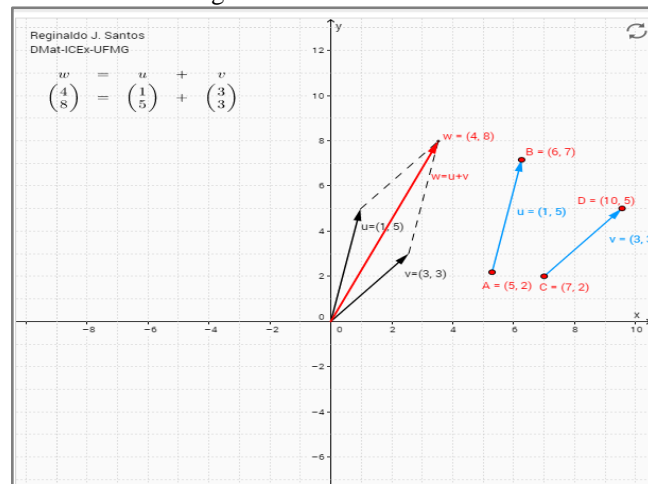 Reginaldo J. Santos
DMat-ICEx-UFMG
w = u + v
(4 8) = (1 5) + (3 3)
y
12
10
8
6
4
2
0
-2
-4
-6
-8 -6 -4 -2 0 2 4 6 8 10
x
w = (4, 8)
w=u+v
u=(1, 5)
v=(3, 3)
B = (6, 7)
D = (10, 5)
u = (1, 5)
v = (3, 3
A = (5, 2)
C = (7, 2)